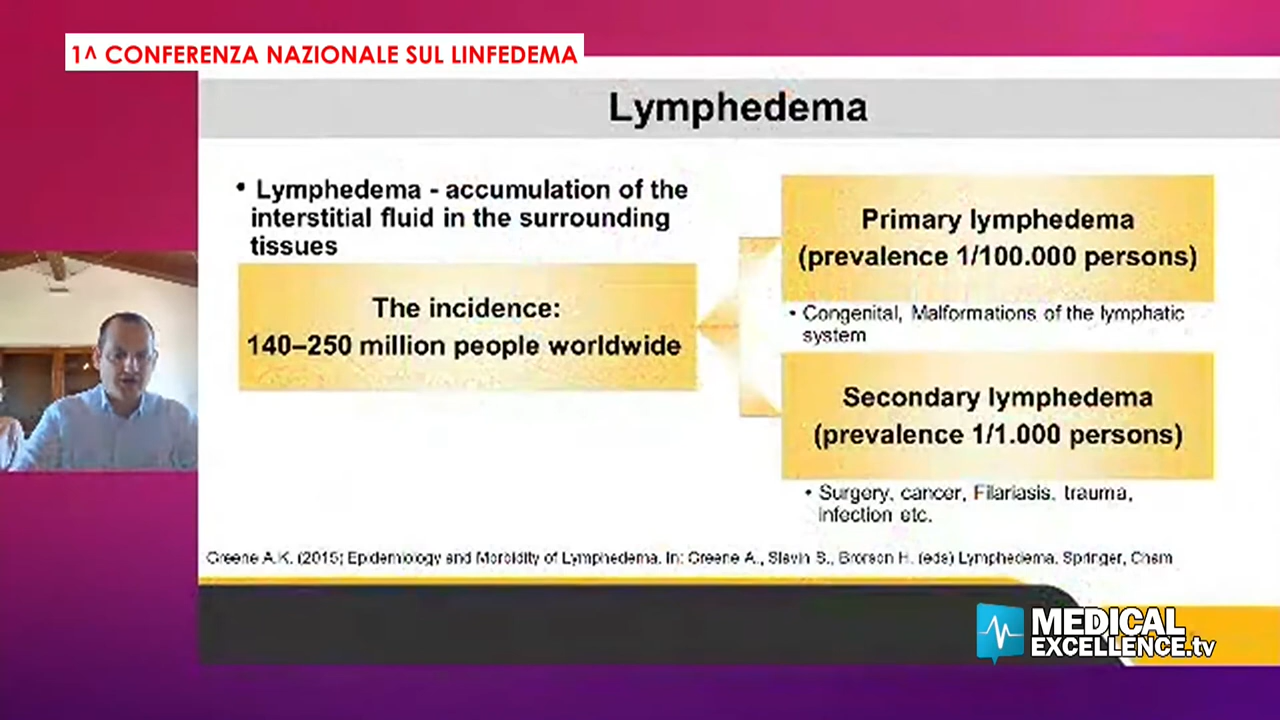 1^ CONFERENZA NAZIONALE SUL LINFEDEMA
Lymphedema
• Lymphedema - accumulation of the
interstitial fluid in the surrounding
tissues
The incidence:
140–250 million people worldwide
Primary lymphedema
(prevalence 1/100.000 persons)
• Congenital, Malformations of the lymphatic
system
Secondary lymphedema
(prevalence 1/1.000 persons)
• Surgery, cancer, Filariasis, trauma,
infection etc.
Greene A.K. (2015) Epidemiology and Morbidity of Lymphedema. In: Greene A., Slavin S., Brorson H. (eds) Lymphedema. Springer, Cham
MEDICAL
EXCELLENCE.tv